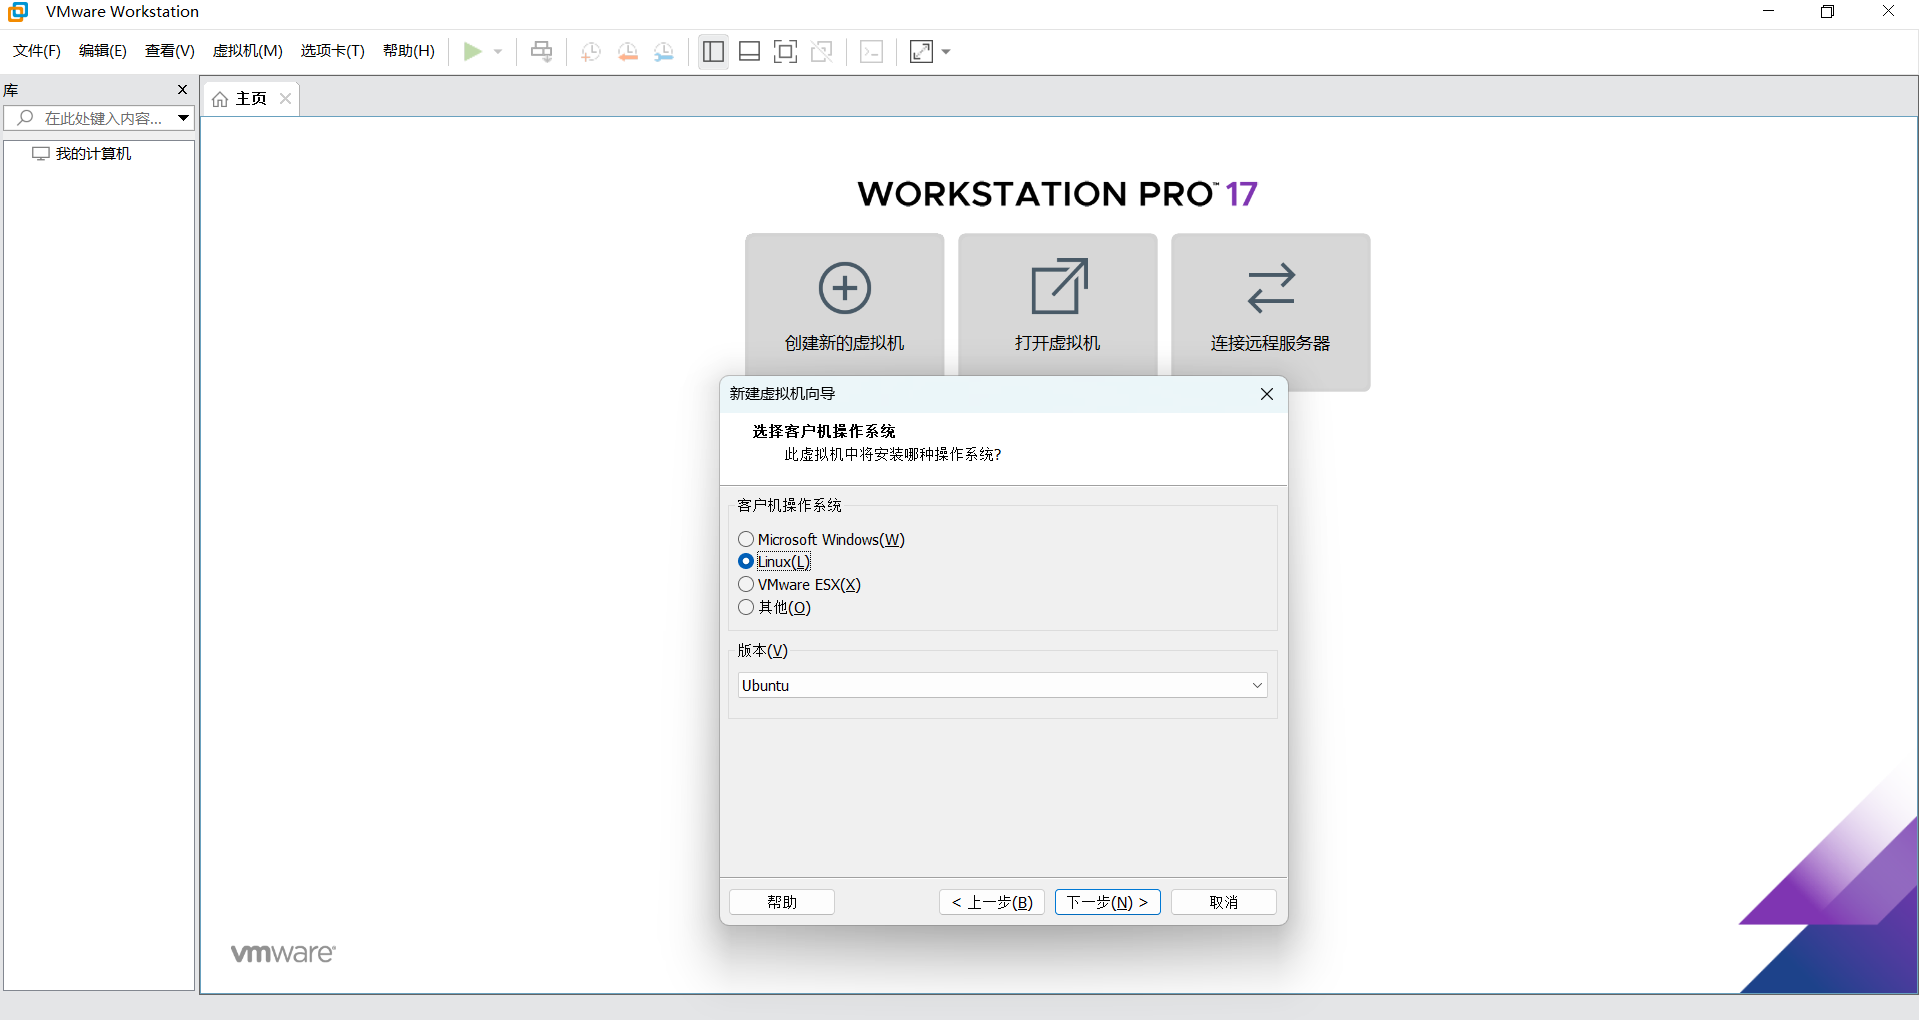 VMware Workstation
文件(F) 编辑(E) 查看(V) 虚拟机(M) 选项卡(T) 帮助(H)
库
在此处键入内容...
我的计算机
主页
WORKSTATION PRO™ 17
创建新的虚拟机
打开虚拟机
连接远程服务器
新建虚拟机向导
选择客户机操作系统
此虚拟机中将安装哪种操作系统?
客户机操作系统
Microsoft Windows(W)
Linux(L)
VMware ESX(X)
其他(O)
版本(V)
Ubuntu
帮助
< 上一步(B)
下一步(N) >
取消
vmware®